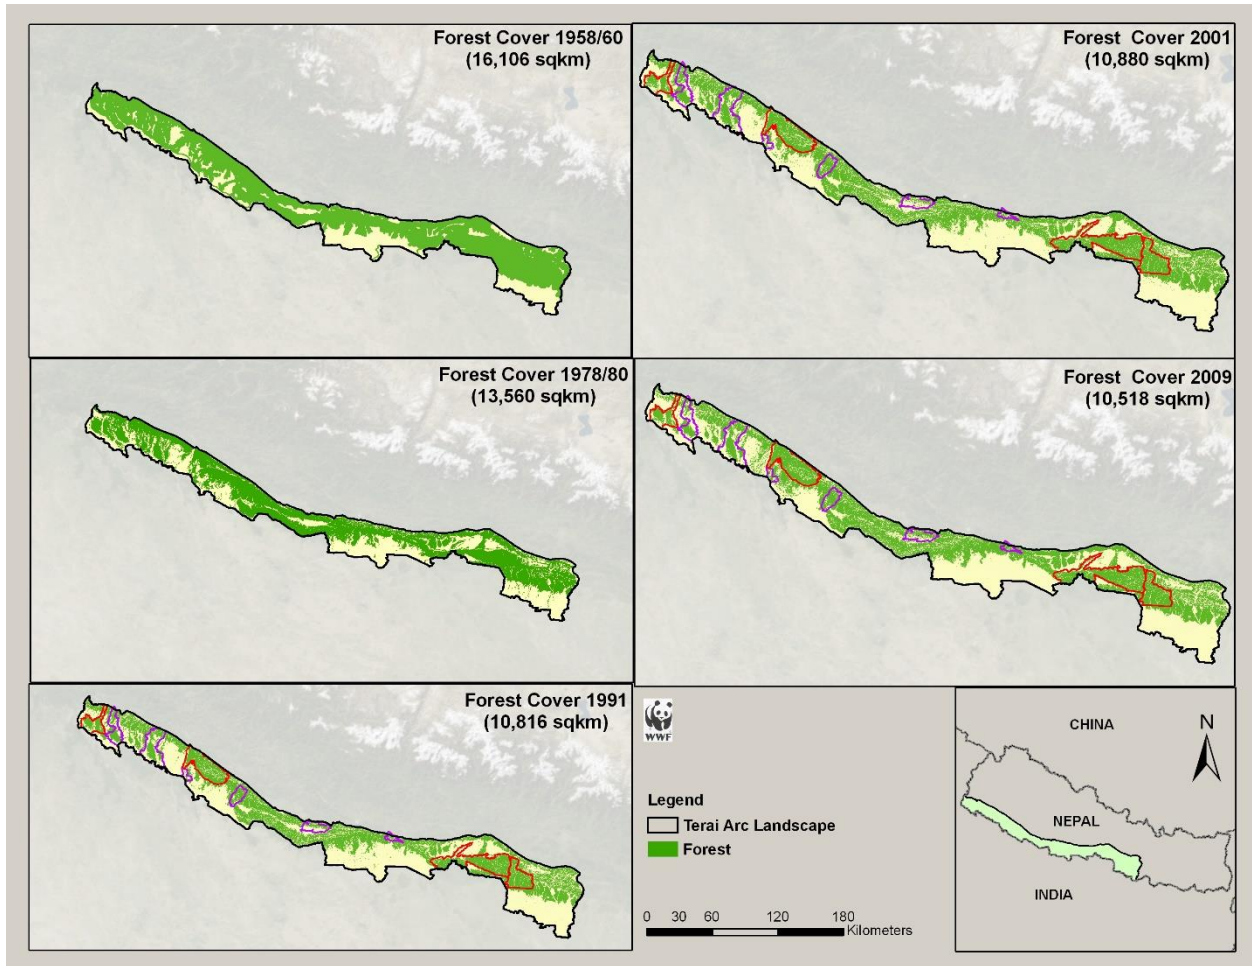 Forest Cover 1958/60
(16,106 sqkm)
Forest Cover 2001
(10,880 sqkm)
Forest Cover 1978/80
(13,560 sqkm)
Forest Cover 2009
(10,518 sqkm)
Forest Cover 1991
(10,816 sqkm)
WWF
Legend
Terai Arc Landscape
Forest
0 30 60 120 180
Kilometers
CHINA
N
NEPAL
INDIA